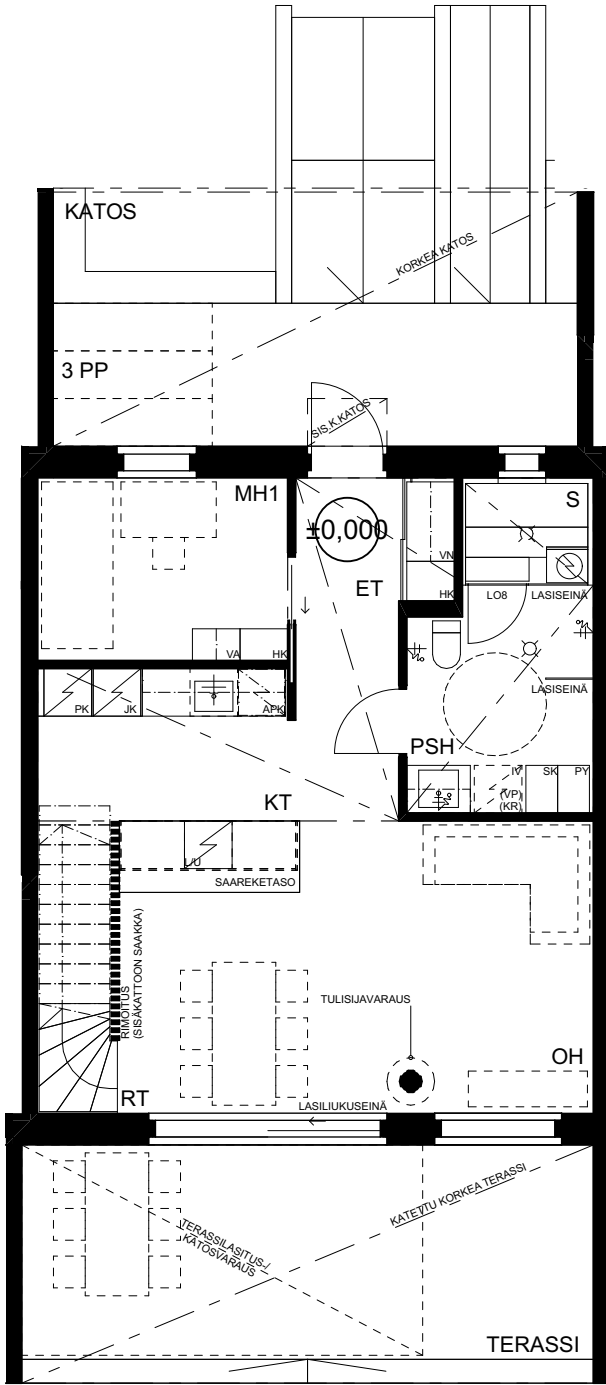 KATOS
KORKEA KATOS
3 PP
SIS.K.KATOS
MH1
±0,000
S
VN
ET
HK
LO8
LASISEINÄ
VA
HK
LASISEINÄ
PK
JK
APK
PSH
IV
SK
PY
(VP)
(KR)
KT
L/U
SAAREKETASO
RIMOITUS
(SISÄKATTOON SAAKKA)
TULISIJAVARAUS
OH
RT
LASILIUKUSEINÄ
KATETTU KORKEA TERASSI
TERASSILASITUS-/
KATOSVARAUS
TERASSI